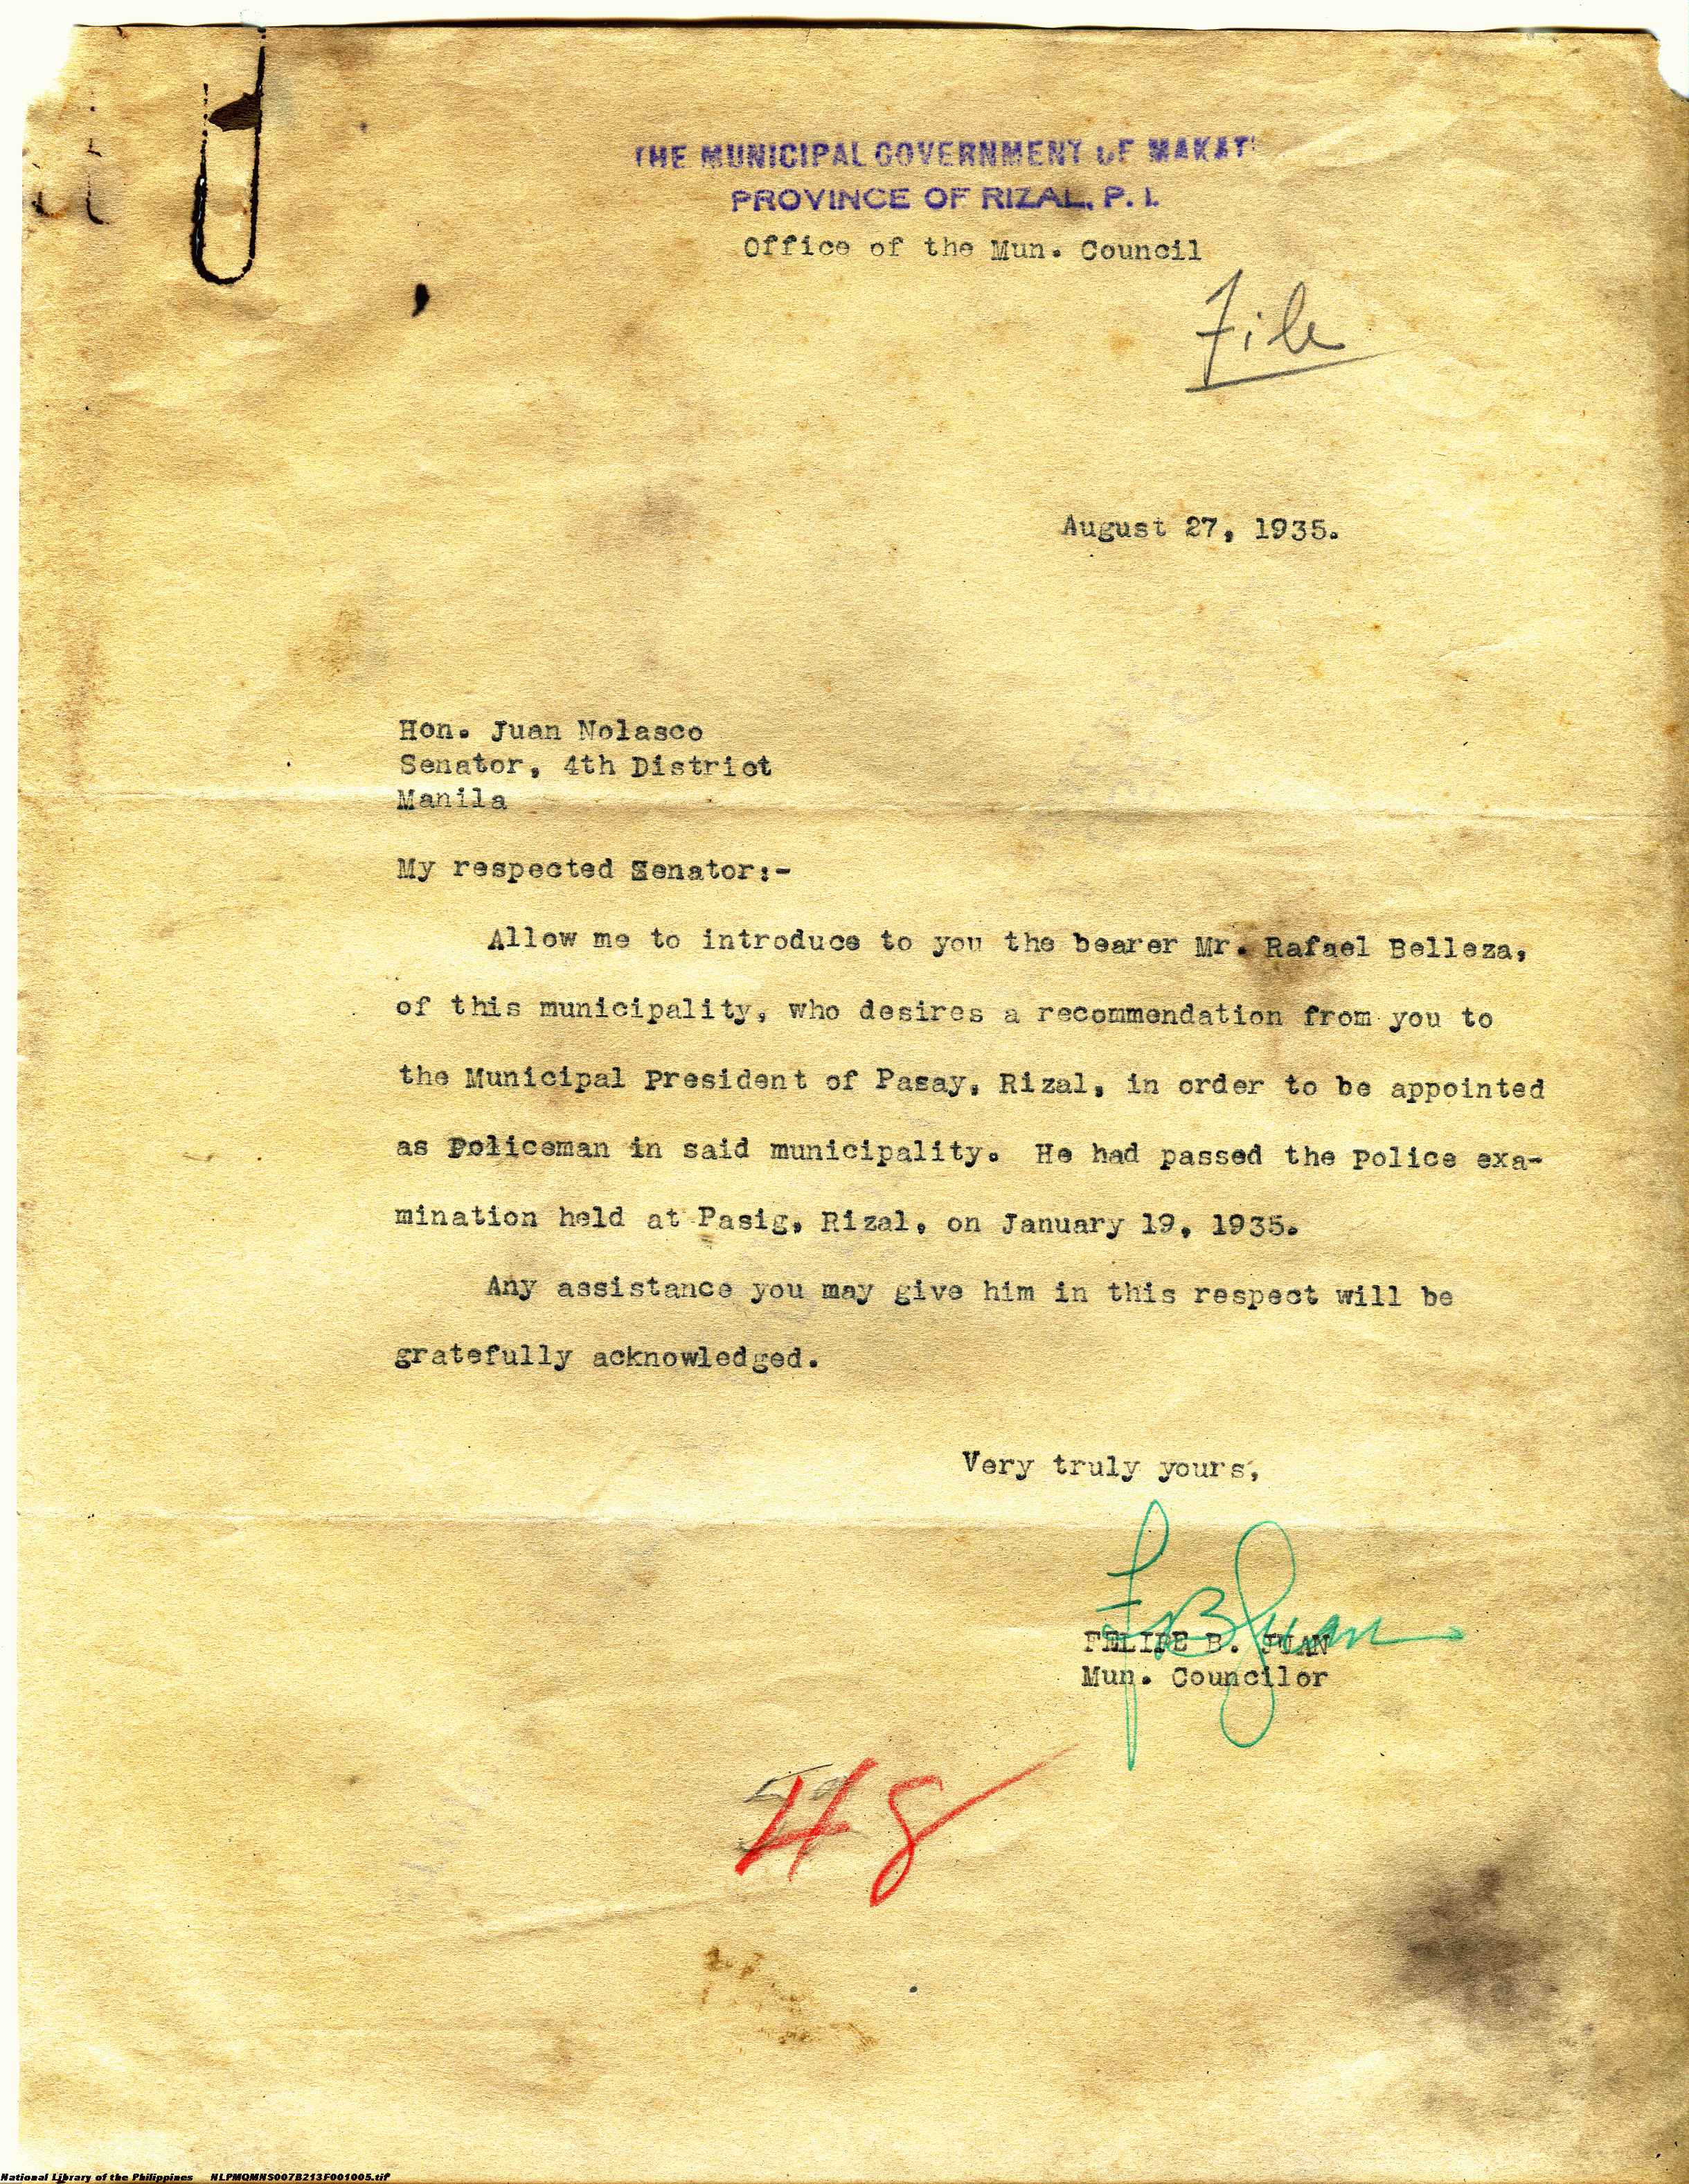 THE MUNICIPAL GOVERNMENT OF MAKATI
PROVINCE OF RIZAL, P. I.
Office of the Mun. Council
File
August 27, 1935.
Hon. Juan Nolasco
Senator, 4th District
Manila
My respected Senator:-
Allow me to introduce to you the bearer Mr. Rafael Belleza,
of this municipality, who desires a recommendation from you to
the Municipal President of Pasay, Rizal, in order to be appointed
as Policeman in said municipality. He had passed the Police exa-
mination held at Pasig, Rizal, on January 19, 1935.
Any assistance you may give him in this respect will be
gratefully acknowledged.
Very truly yours,
F B Juan
FELIPE B. JUAN
Mun. Councilor
48
National Library of the Philippines NLPMQMNS007B213F001005.tif